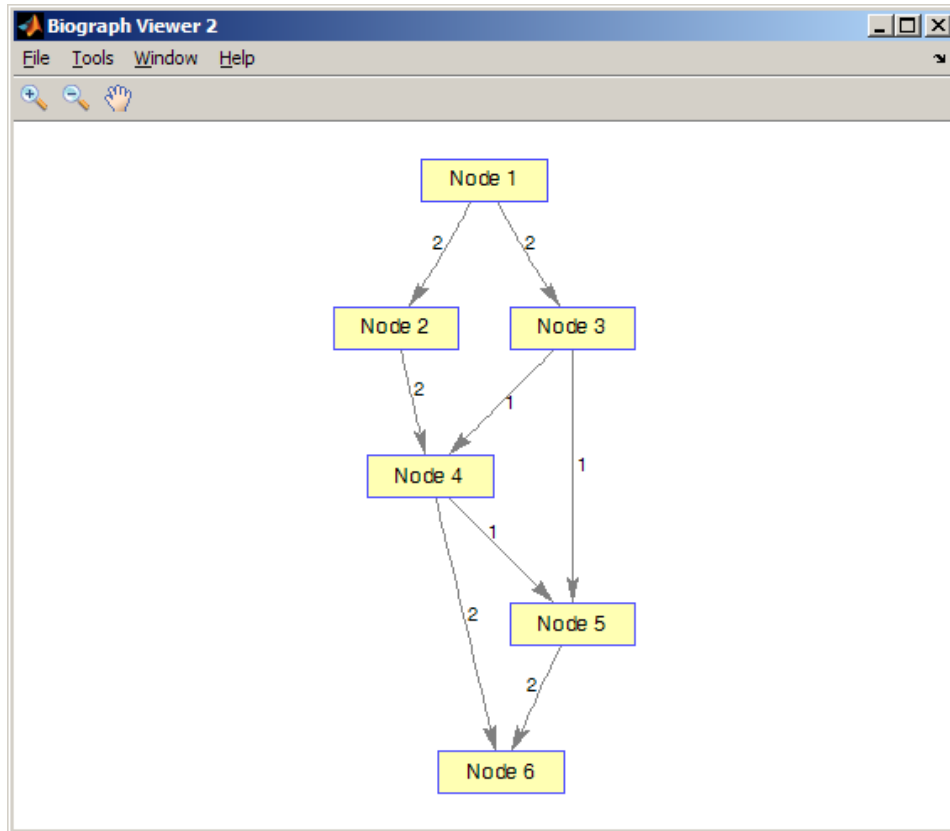 Biograph Viewer 2
File Tools Window Help
Node 1
2 2
Node 2 Node 3
2 1
1
Node 4
1
2
Node 5
2
Node 6